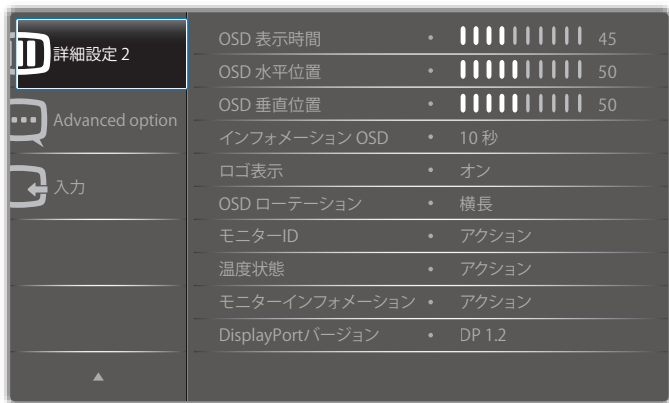 詳細設定 2
Advanced option
入力
OSD 表示時間 • 45
OSD 水平位置 • 50
OSD 垂直位置 • 50
インフォメーション OSD • 10 秒
ロゴ表示 • オン
OSD ローテーション • 横長
モニターID • アクション
温度状態 • アクション
モニターインフォメーション • アクション
DisplayPortバージョン • DP 1.2